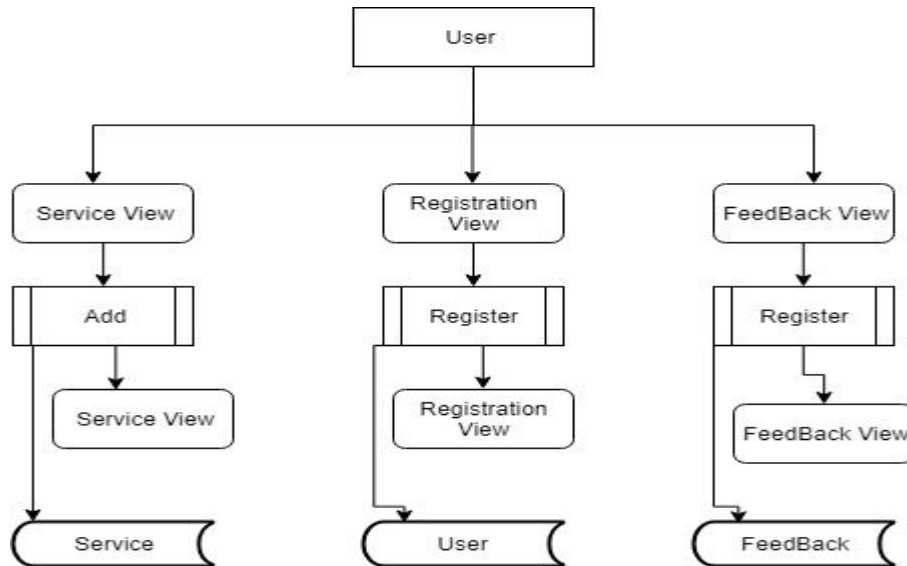 User
Service View
Registration
View
FeedBack View
Add
Register
Register
Service View
Registration
View
FeedBack View
Service
User
FeedBack